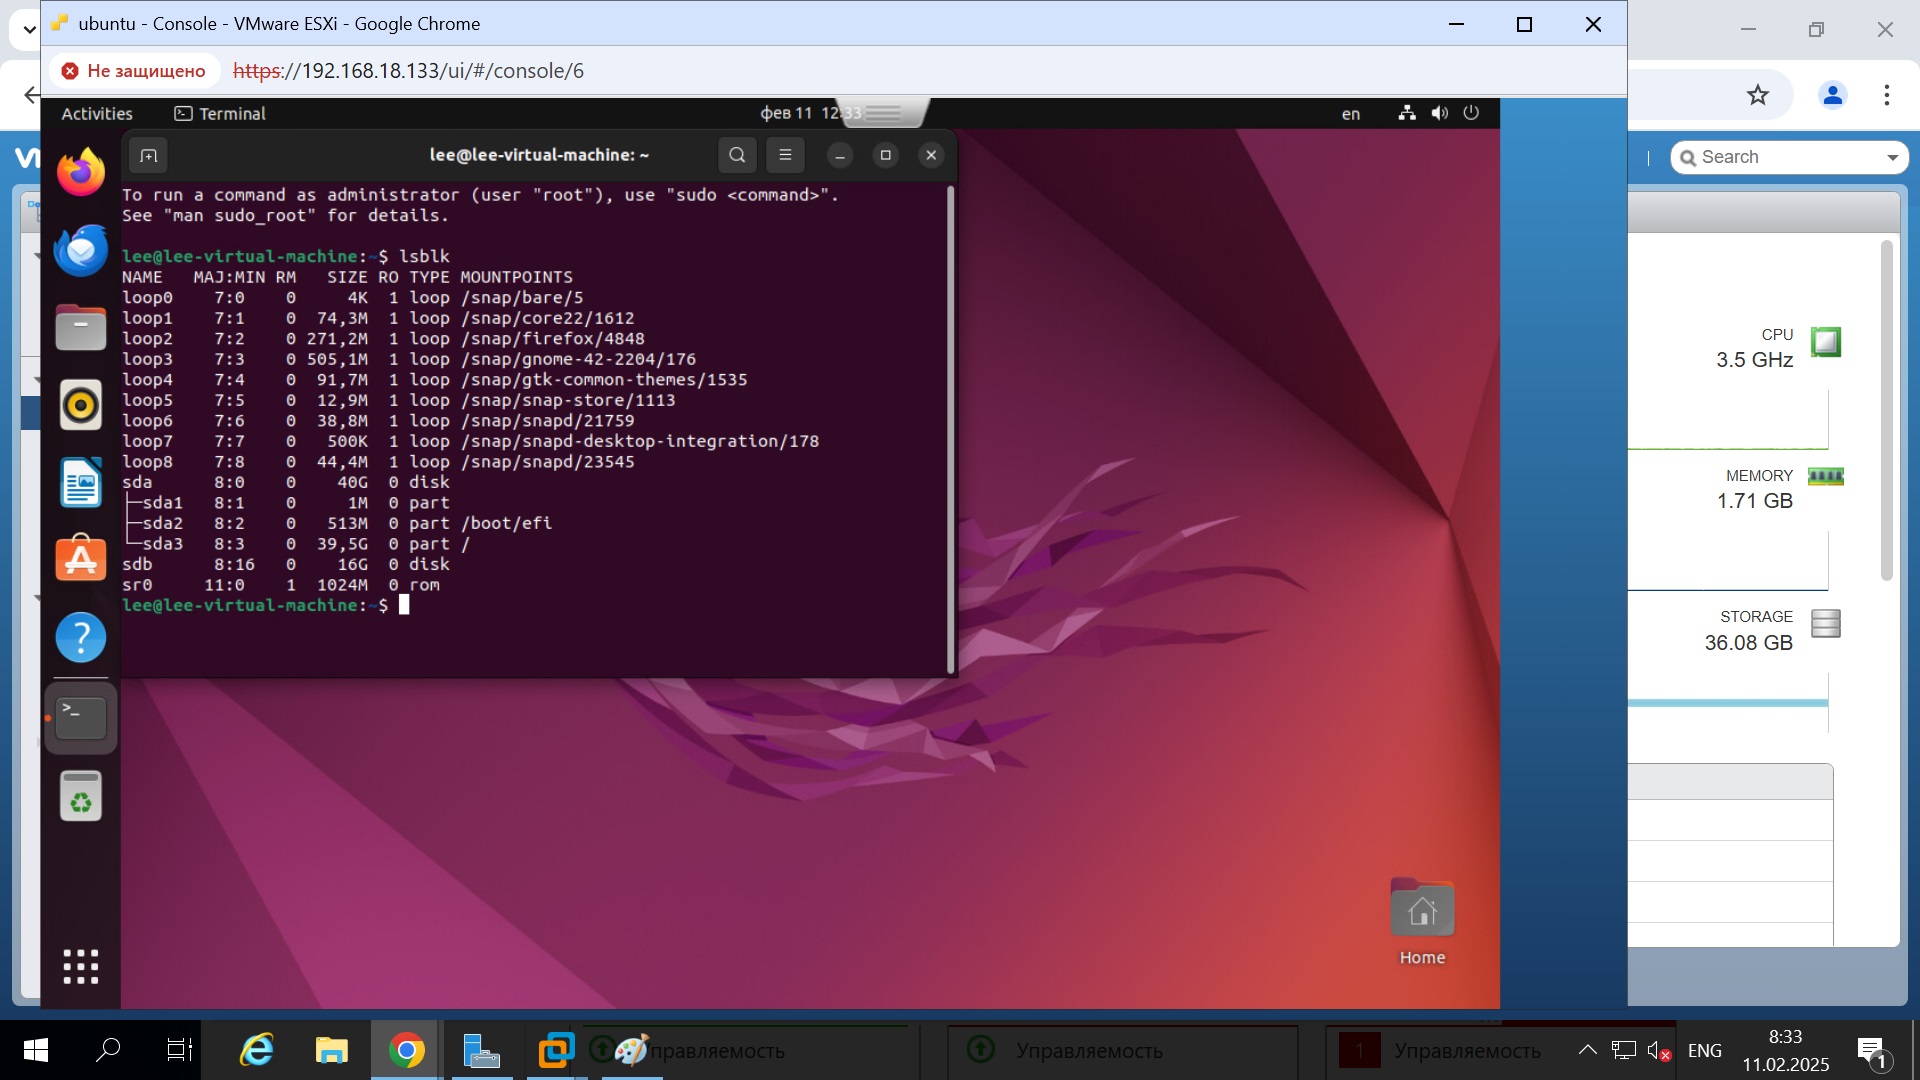 ubuntu - Console - VMware ESXi - Google Chrome
Не защищено https://192.168.18.133/ui/#/console/6
Activities Terminal фев 11 12:33 en
Search
lee@lee-virtual-machine: ~
To run a command as administrator (user "root"), use "sudo <command>".
See "man sudo_root" for details.
lee@lee-virtual-machine:~$ lsblk
NAME MAJ:MIN RM SIZE RO TYPE MOUNTPOINTS
loop0 7:0 0 4K 1 loop /snap/bare/5
loop1 7:1 0 74,3M 1 loop /snap/core22/1612
loop2 7:2 0 271,2M 1 loop /snap/firefox/4848
loop3 7:3 0 505,1M 1 loop /snap/gnome-42-2204/176
loop4 7:4 0 91,7M 1 loop /snap/gtk-common-themes/1535
loop5 7:5 0 12,9M 1 loop /snap/snap-store/1113
loop6 7:6 0 38,8M 1 loop /snap/snapd/21759
loop7 7:7 0 500K 1 loop /snap/snapd-desktop-integration/178
loop8 7:8 0 44,4M 1 loop /snap/snapd/23545
sda 8:0 0 40G 0 disk
├─sda1 8:1 0 1M 0 part
├─sda2 8:2 0 513M 0 part /boot/efi
└─sda3 8:3 0 39,5G 0 part /
sdb 8:16 0 16G 0 disk
sr0 11:0 1 1024M 0 rom
lee@lee-virtual-machine:~$
CPU
3.5 GHz
MEMORY
1.71 GB
STORAGE
36.08 GB
Home
Управляемость
1 Управляемость
ENG
8:33
11.02.2025
1